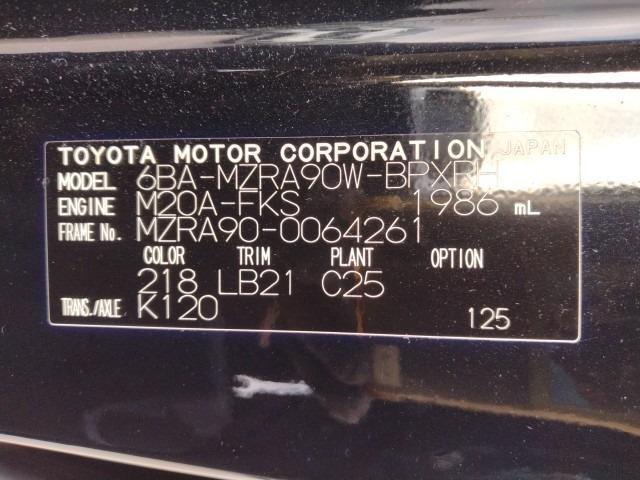 TOYOTA MOTOR CORPORATION JAPAN
MODEL 6BA-MZRA90W-BPXRH
ENGINE M20A-FKS 1986 mL
FRAME No. MZRA90-0064261
COLOR TRIM PLANT OPTION
218 LB21 C25
TRANS./AXLE K120
125